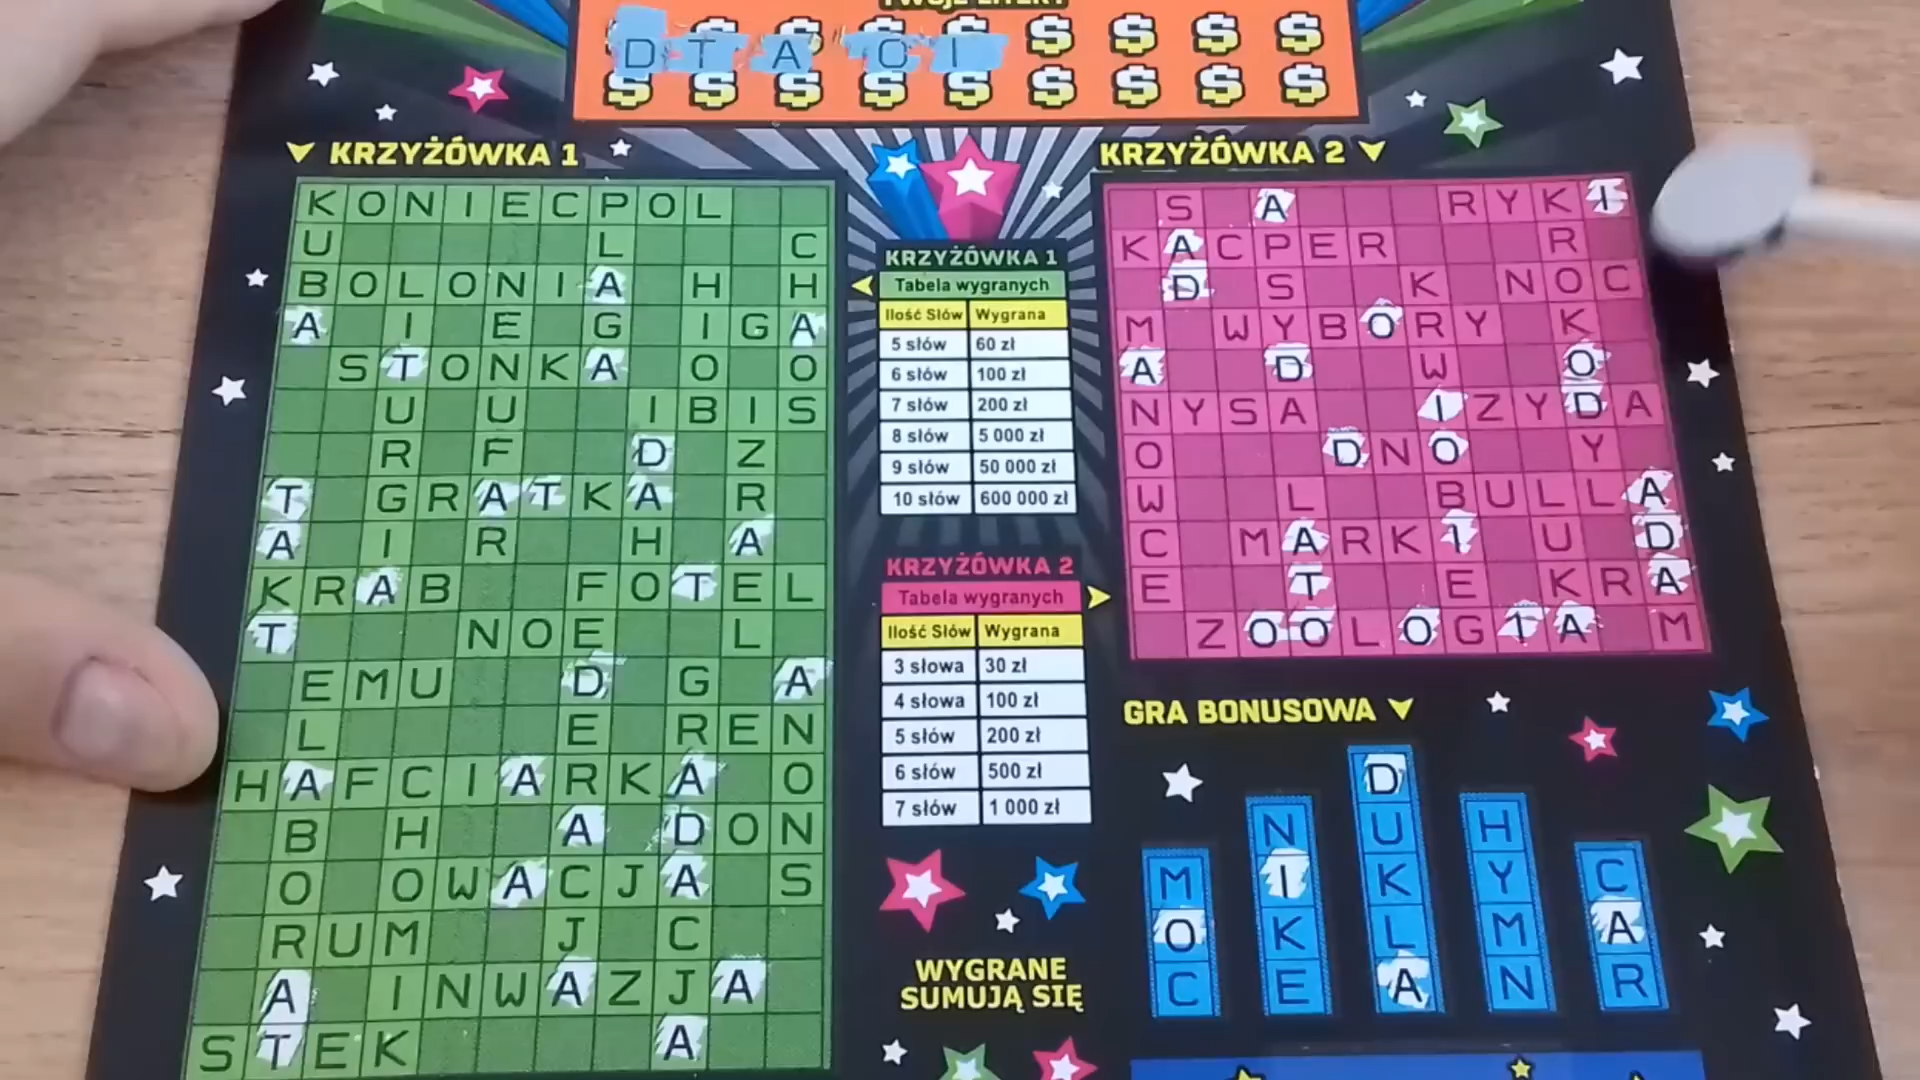 D T A O I
KRZYŻÓWKA 1
KRZYŻÓWKA 2
KONIECPOL
U L C
BOLONIA H H
A I E G IGA
STONKA O O
U U IBIS
R F D Z
T GRATKA R
A I R H A
KRAB FOTEL
T NOE L
EMU D G A
L E REN
HAFCIARKA O
B H A DON
O OWACJA S
RUM J C
A INWAZJA
STEK A
KRZYŻÓWKA 1
Tabela wygranych
Ilość Słów Wygrana
5 słów 60 zł
6 słów 100 zł
7 słów 200 zł
8 słów 5 000 zł
9 słów 50 000 zł
10 słów 600 000 zł
KRZYŻÓWKA 2
Tabela wygranych
Ilość Słów Wygrana
3 słowa 30 zł
4 słowa 100 zł
5 słów 200 zł
6 słów 500 zł
7 słów 1 000 zł
WYGRANE
SUMUJĄ SIĘ
S A RYKI
KACPER R
D S K NOC
M WYBORY K
A D W O
NYSA IZYDA
O DNO Y
W L BULLA
C MARKI U D
E T E KRA
ZOOLOGIA M
GRA BONUSOWA
MOC
NIKE
DUKLA
HYMN
CAR